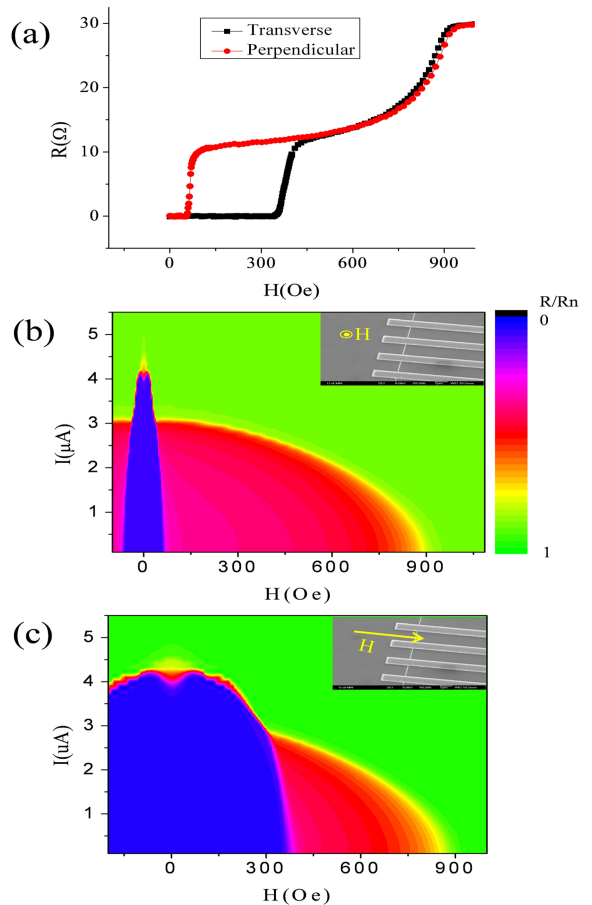 (a)
Transverse
Perpendicular
30
20
10
0
R(Ω)
0 300 600 900
H(Oe)
(b)
H
R/Rn
0
1
5
4
3
2
1
I(μA)
0 300 600 900
H(Oe)
(c)
H
5
4
3
2
1
I(uA)
0 300 600 900
H(Oe)